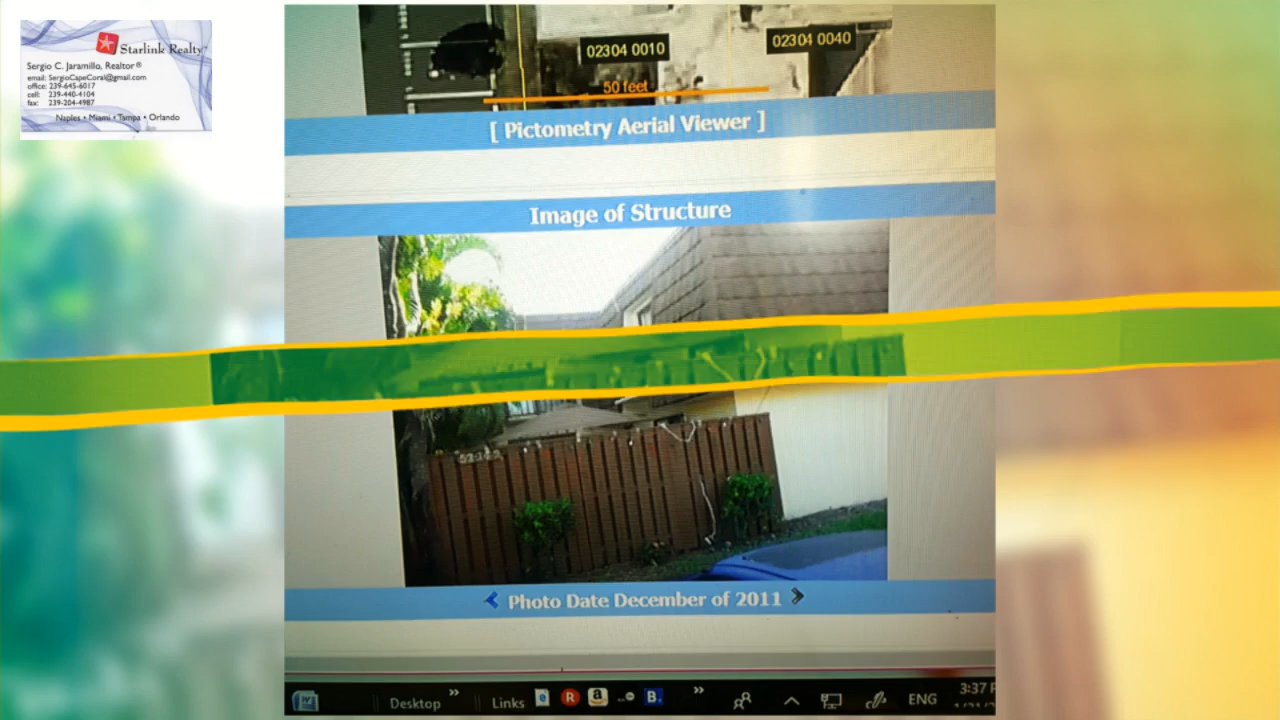 Starlink Realty
Sergio C. Jaramillo, Realtor®
email: SergioCapeCoral@gmail.com
office: 239-645-6017
cell: 239-440-4104
fax: 239-204-4987
Naples • Miami • Tampa • Orlando
02304 0010
02304 0040
50 feet
[ Pictometry Aerial Viewer ]
Image of Structure
Photo Date December of 2011
Desktop
Links
ENG
3:37